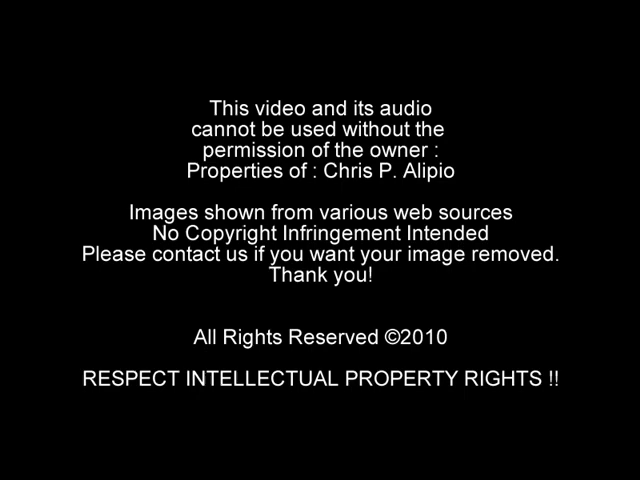 This video and its audio
cannot be used without the
permission of the owner :
Properties of : Chris P. Alipio
Images shown from various web sources
No Copyright Infringement Intended
Please contact us if you want your image removed.
Thank you!
All Rights Reserved ©2010
RESPECT INTELLECTUAL PROPERTY RIGHTS !!